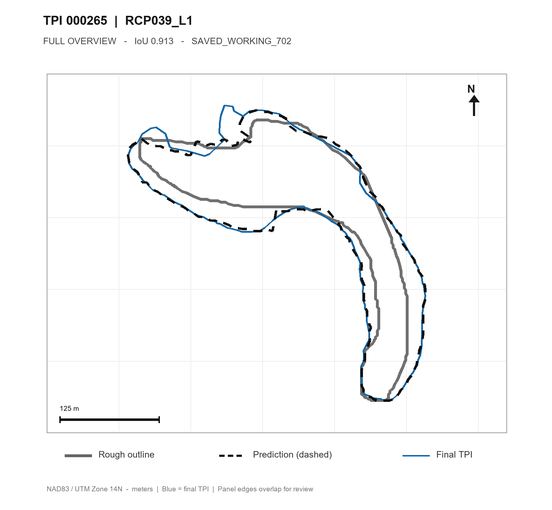 TPI 000265 | RCP039_L1
FULL OVERVIEW - IoU 0.913 - SAVED_WORKING_702
N
125 m
Rough outline
Prediction (dashed)
Final TPI
NAD83 / UTM Zone 14N - meters | Blue = final TPI | Panel edges overlap for review